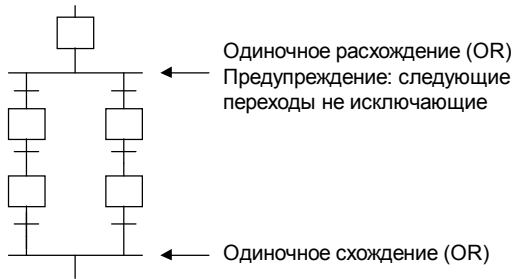 Одиночное расхождение (OR)
Предупреждение: следующие
переходы не исключающие
Одиночное схождение (OR)